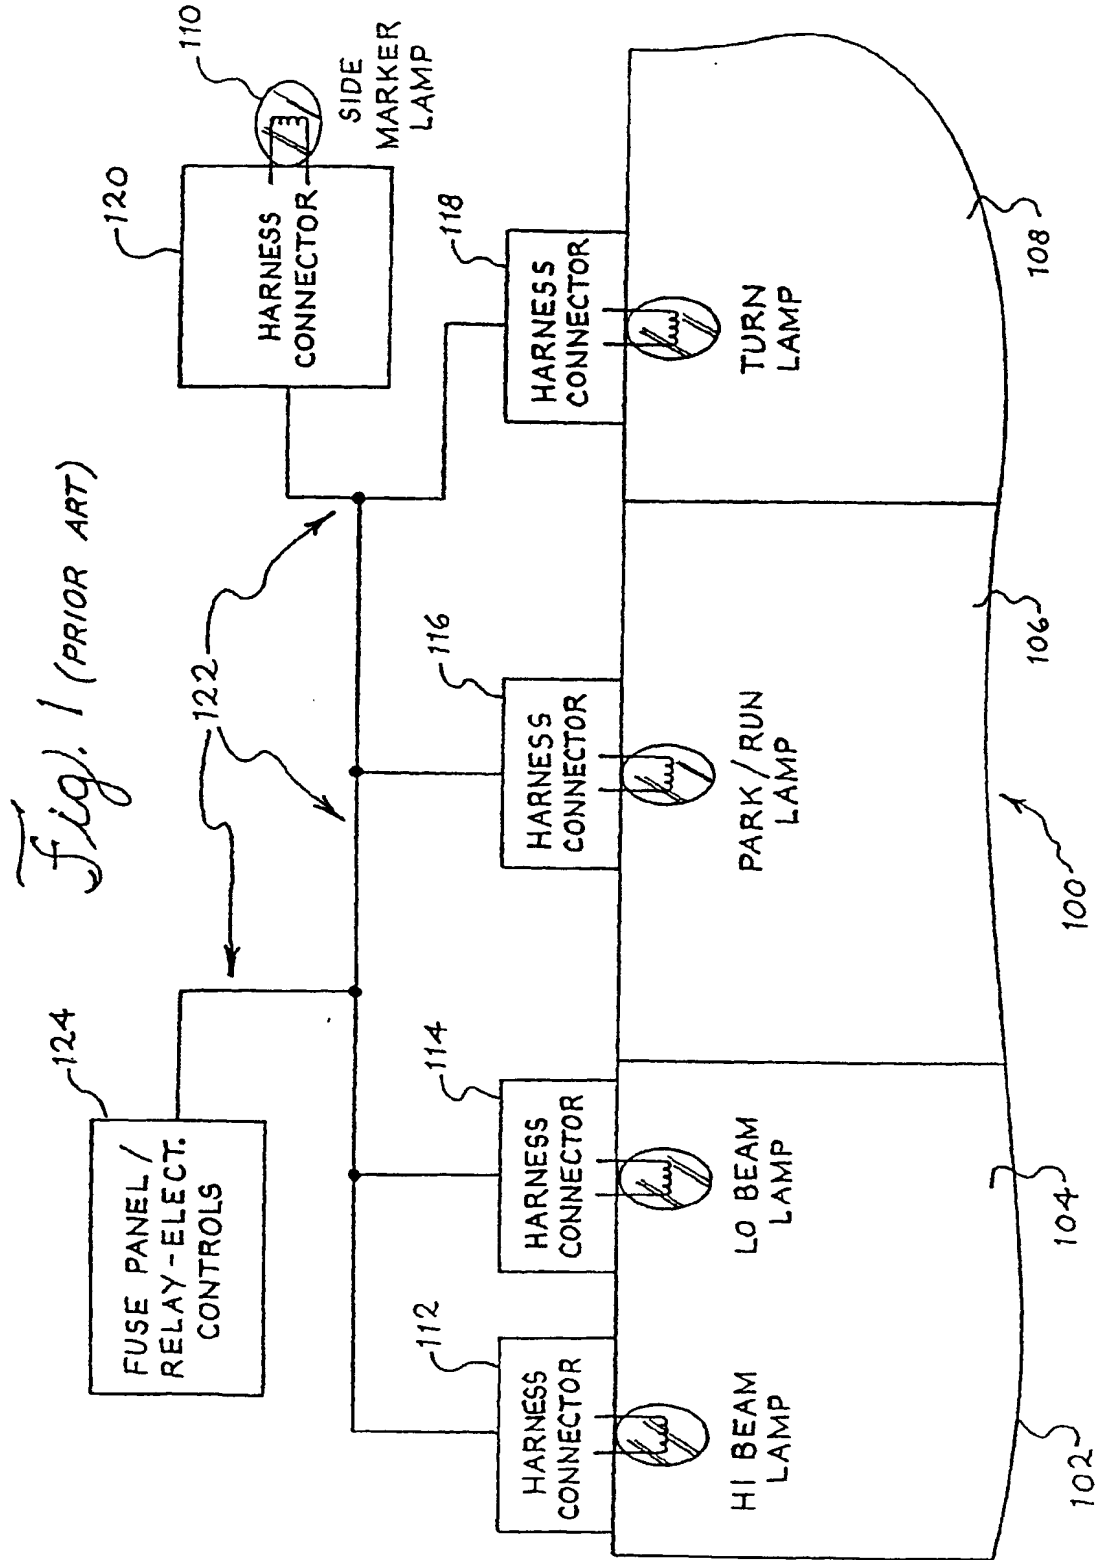 Fig. 1 (PRIOR ART)
124
FUSE PANEL /
RELAY-ELECT.
CONTROLS
122
120
HARNESS
CONNECTOR
110
SIDE
MARKER
LAMP
112
HARNESS
CONNECTOR
114
HARNESS
CONNECTOR
116
HARNESS
CONNECTOR
118
HARNESS
CONNECTOR
HI BEAM
LAMP
LO BEAM
LAMP
PARK / RUN
LAMP
TURN
LAMP
102
104
100
106
108